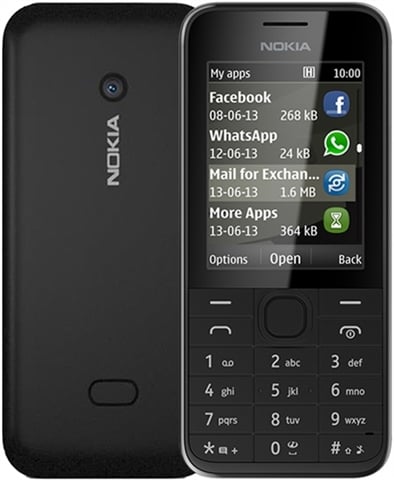 NOKIA
NOKIA
My apps H 10:00
Facebook
08-06-13 268 kB
WhatsApp
12-06-13 24 kB
Mail for Exchan...
13-06-13 1.6 MB
More Apps
13-06-13 364 kB
Options Open Back
1 2 abc 3 def
4 ghi 5 jkl 6 mno
7 pqrs 8 tuv 9 wxyz
* + 0 #